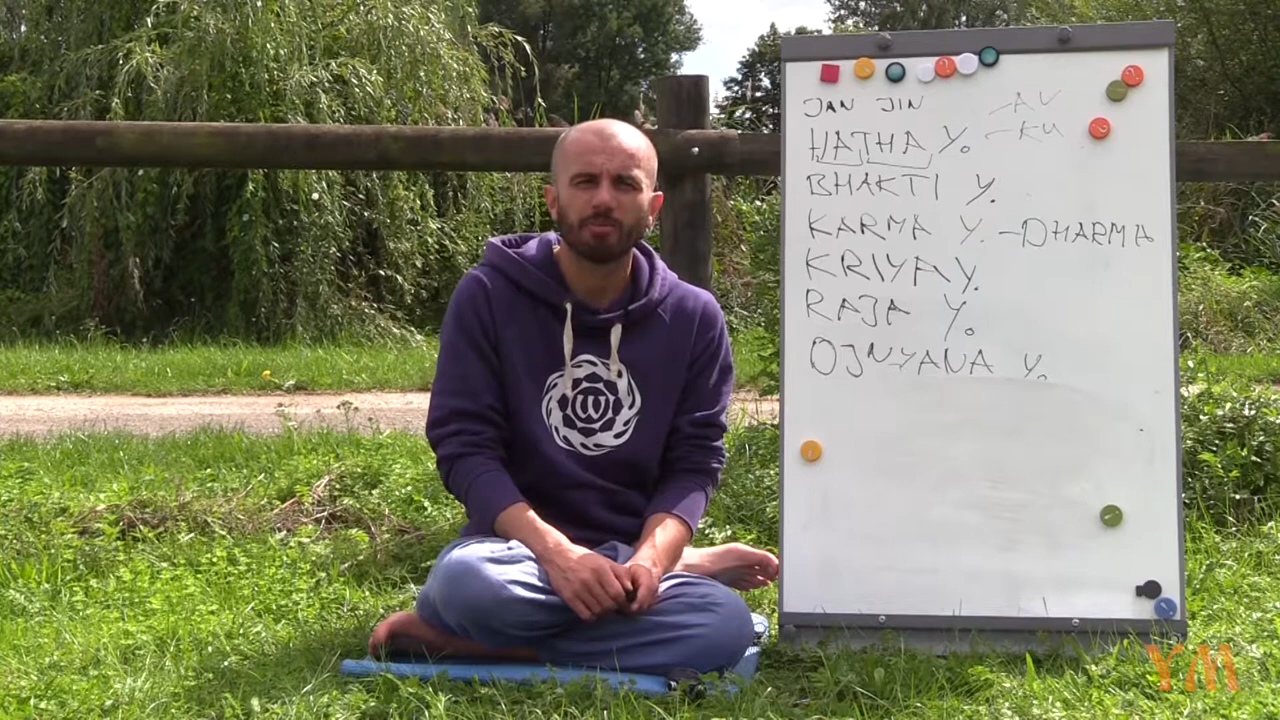 JAN JIN - AV
HATHA Y. - KU
BHAKTI Y.
KARMA Y. - DHARMA
KRIYA Y.
RAJA Y.
OJNYANA Y.
W
YM